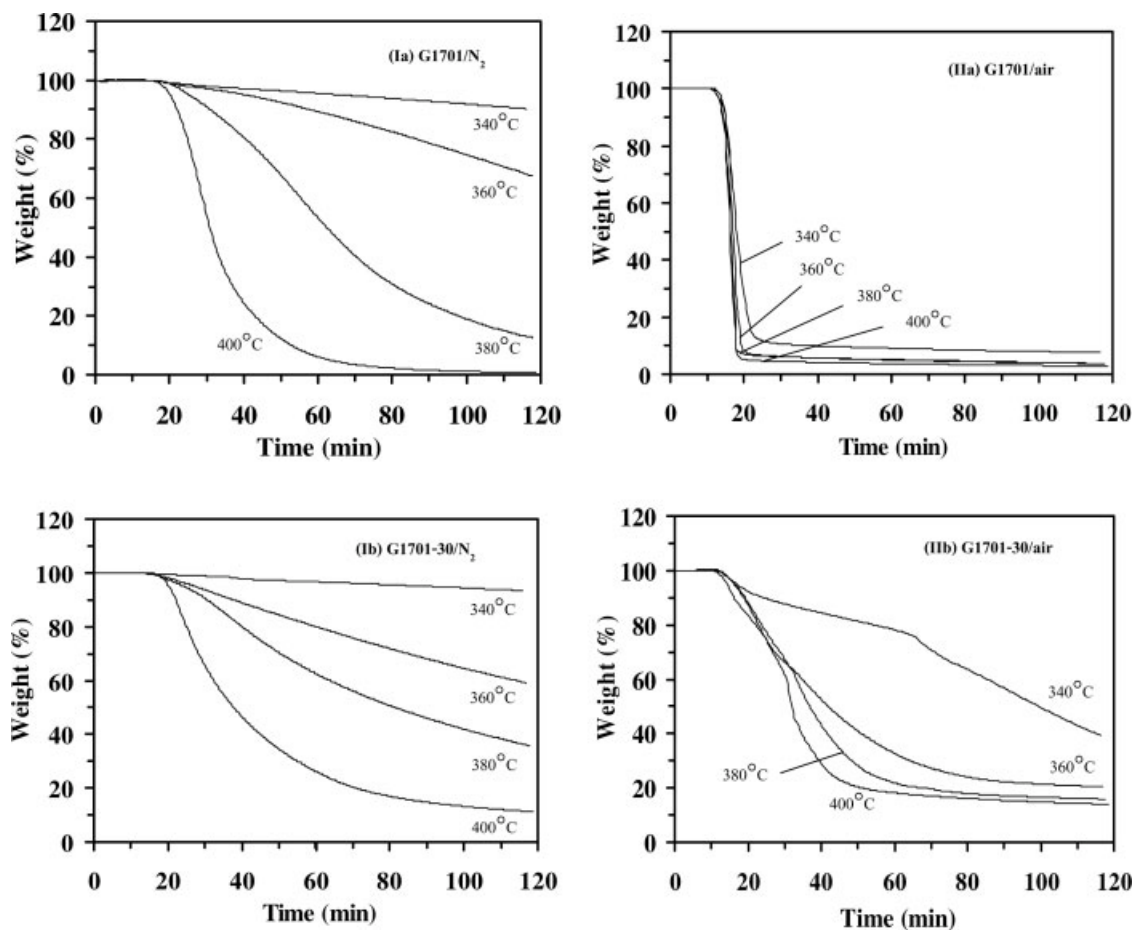 120
100
80
60
40
20
0
Weight (%)
(Ia) G1701/N2
340°C
360°C
380°C
400°C
0 20 40 60 80 100 120
Time (min)
120
100
80
60
40
20
0
Weight (%)
(IIa) G1701/air
340°C
360°C
380°C
400°C
0 20 40 60 80 100 120
Time (min)
120
100
80
60
40
20
0
Weight (%)
(Ib) G1701-30/N2
340°C
360°C
380°C
400°C
0 20 40 60 80 100 120
Time (min)
120
100
80
60
40
20
0
Weight (%)
(IIb) G1701-30/air
340°C
360°C
380°C
400°C
0 20 40 60 80 100 120
Time (min)